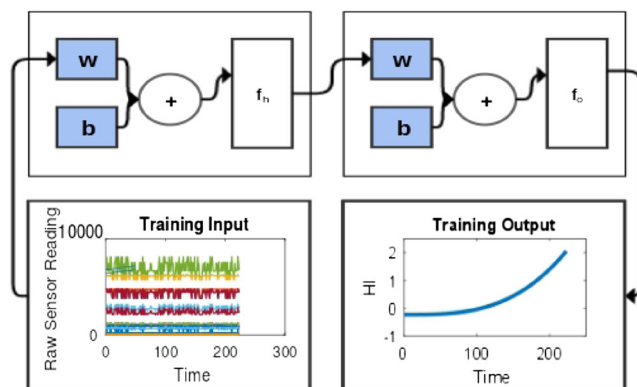 w
b
+
fh
w
b
+
fo
Training Input
Raw Sensor Reading
10000
0
0 100 200 300
Time
Training Output
HI
2
1
0
-1
0 100 200
Time